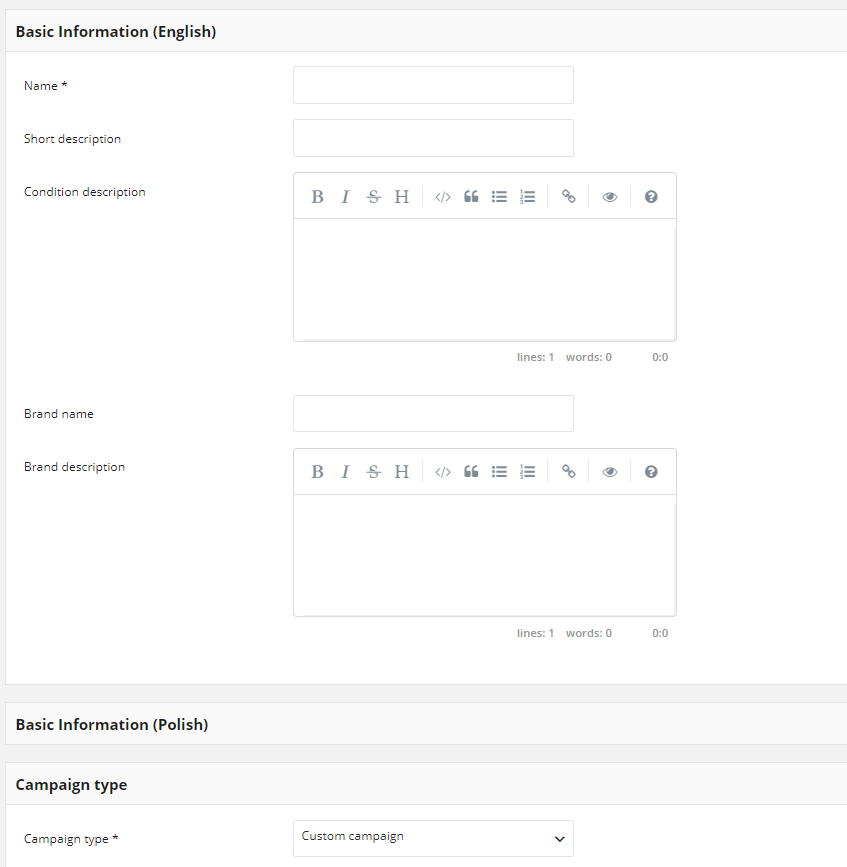 Basic Information (English)
Name *
Short description
Condition description
B I S H
lines: 1 words: 0 0:0
Brand name
Brand description
B I S H
lines: 1 words: 0 0:0
Basic Information (Polish)
Campaign type
Campaign type * Custom campaign